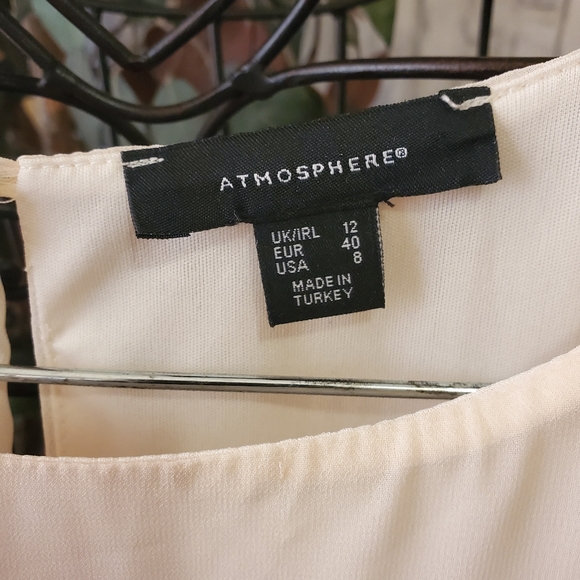 ATMOSPHERE®
UK/IRL 12
EUR 40
USA 8
MADE IN
TURKEY